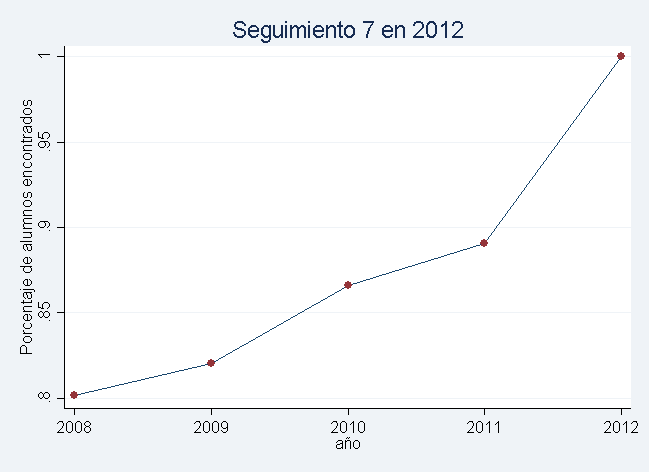 Seguimiento 7 en 2012
Porcentaje de alumnos encontrados
1
.95
.9
.85
.8
2008 2009 2010 2011 2012
año